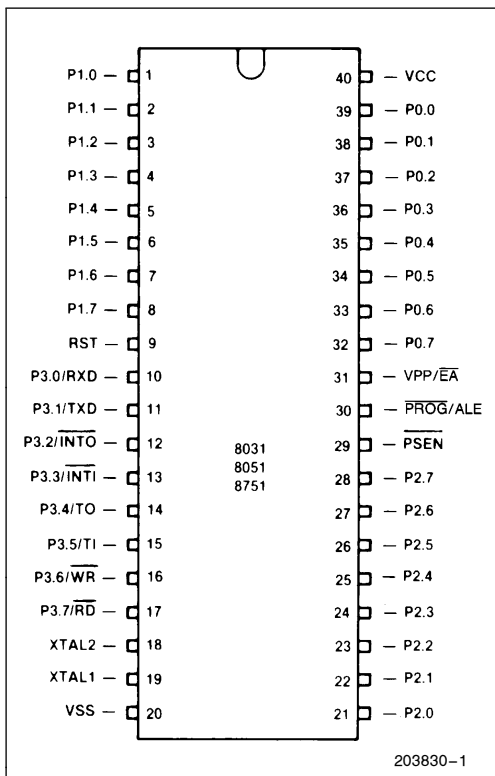 P1.0 1 40 VCC
P1.1 2 39 P0.0
P1.2 3 38 P0.1
P1.3 4 37 P0.2
P1.4 5 36 P0.3
P1.5 6 35 P0.4
P1.6 7 34 P0.5
P1.7 8 33 P0.6
RST 9 32 P0.7
P3.0/RXD 10 31 VPP/EA
P3.1/TXD 11 30 PROG/ALE
P3.2/INTO 12 29 PSEN
P3.3/INTI 13 28 P2.7
P3.4/TO 14 27 P2.6
P3.5/TI 15 26 P2.5
P3.6/WR 16 25 P2.4
P3.7/RD 17 24 P2.3
XTAL2 18 23 P2.2
XTAL1 19 22 P2.1
VSS 20 21 P2.0
8031
8051
8751
203830-1